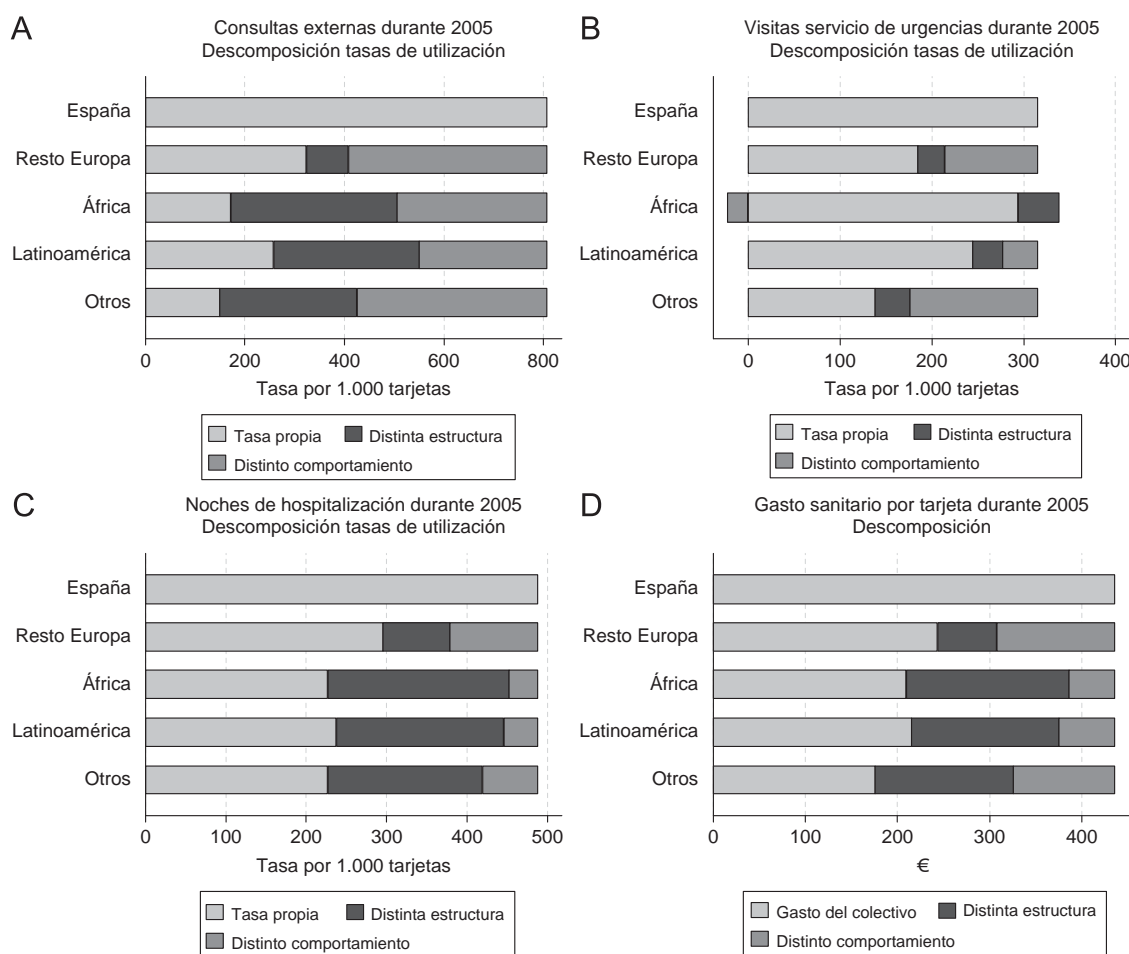 A
Consultas externas durante 2005
Descomposición tasas de utilización
España
Resto Europa
África
Latinoamérica
Otros
0 200 400 600 800
Tasa por 1.000 tarjetas
Tasa propia Distinta estructura
Distinto comportamiento
B
Visitas servicio de urgencias durante 2005
Descomposición tasas de utilización
España
Resto Europa
África
Latinoamérica
Otros
0 100 200 300 400
Tasa por 1.000 tarjetas
Tasa propia Distinta estructura
Distinto comportamiento
C
Noches de hospitalización durante 2005
Descomposición tasas de utilización
España
Resto Europa
África
Latinoamérica
Otros
0 100 200 300 400 500
Tasa por 1.000 tarjetas
Tasa propia Distinta estructura
Distinto comportamiento
D
Gasto sanitario por tarjeta durante 2005
Descomposición
España
Resto Europa
África
Latinoamérica
Otros
0 100 200 300 400
€
Gasto del colectivo Distinta estructura
Distinto comportamiento